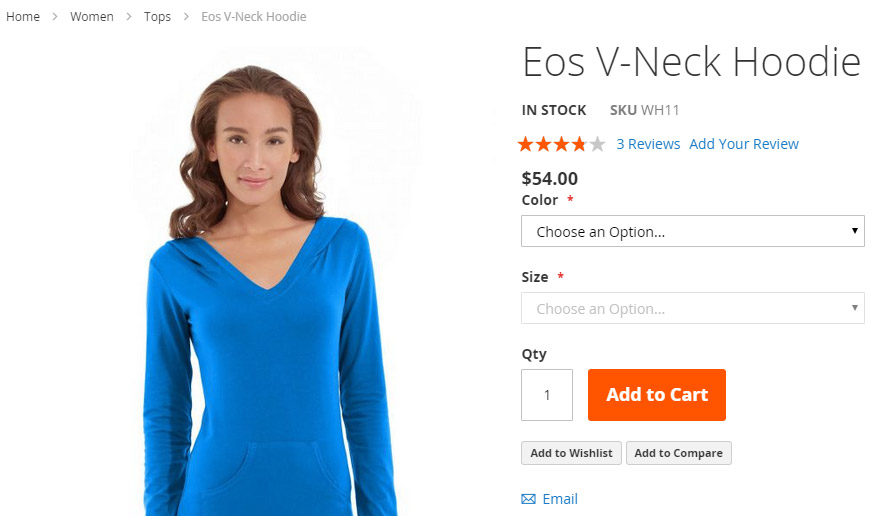 Home > Women > Tops > Eos V-Neck Hoodie
Eos V-Neck Hoodie
IN STOCK SKU WH11
3 Reviews Add Your Review
$54.00
Color *
Choose an Option...
Size *
Choose an Option...
Qty
1 Add to Cart
Add to Wishlist Add to Compare
Email